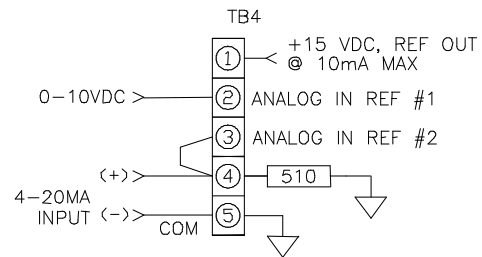 TB4
1
+15 VDC, REF OUT
@ 10mA MAX
0-10VDC
2
ANALOG IN REF #1
3
ANALOG IN REF #2
(+)
4
510
4-20MA
INPUT (-)
COM
5